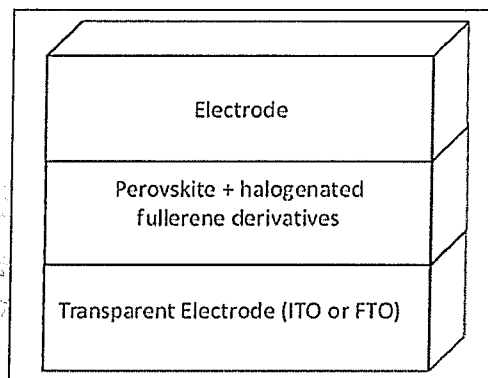 Electrode
Perovskite + halogenated
fullerene derivatives
Transparent Electrode (ITO or FTO)